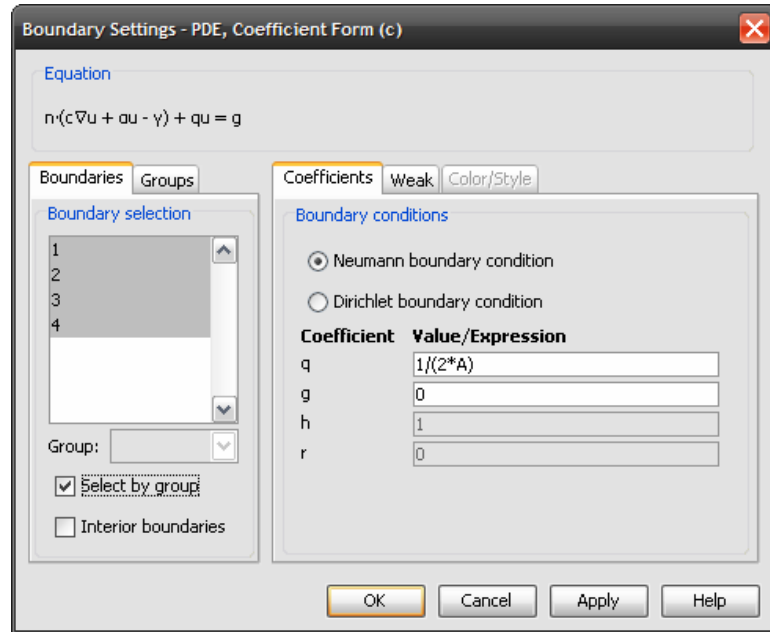 Boundary Settings - PDE, Coefficient Form (c)
Equation
n·(c∇u + αu - γ) + qu = g
Boundaries Groups
Boundary selection
1
2
3
4
Group:
Select by group
Interior boundaries
Coefficients Weak Color/Style
Boundary conditions
Neumann boundary condition
Dirichlet boundary condition
Coefficient Value/Expression
q 1/(2*A)
g 0
h 1
r 0
OK Cancel Apply Help